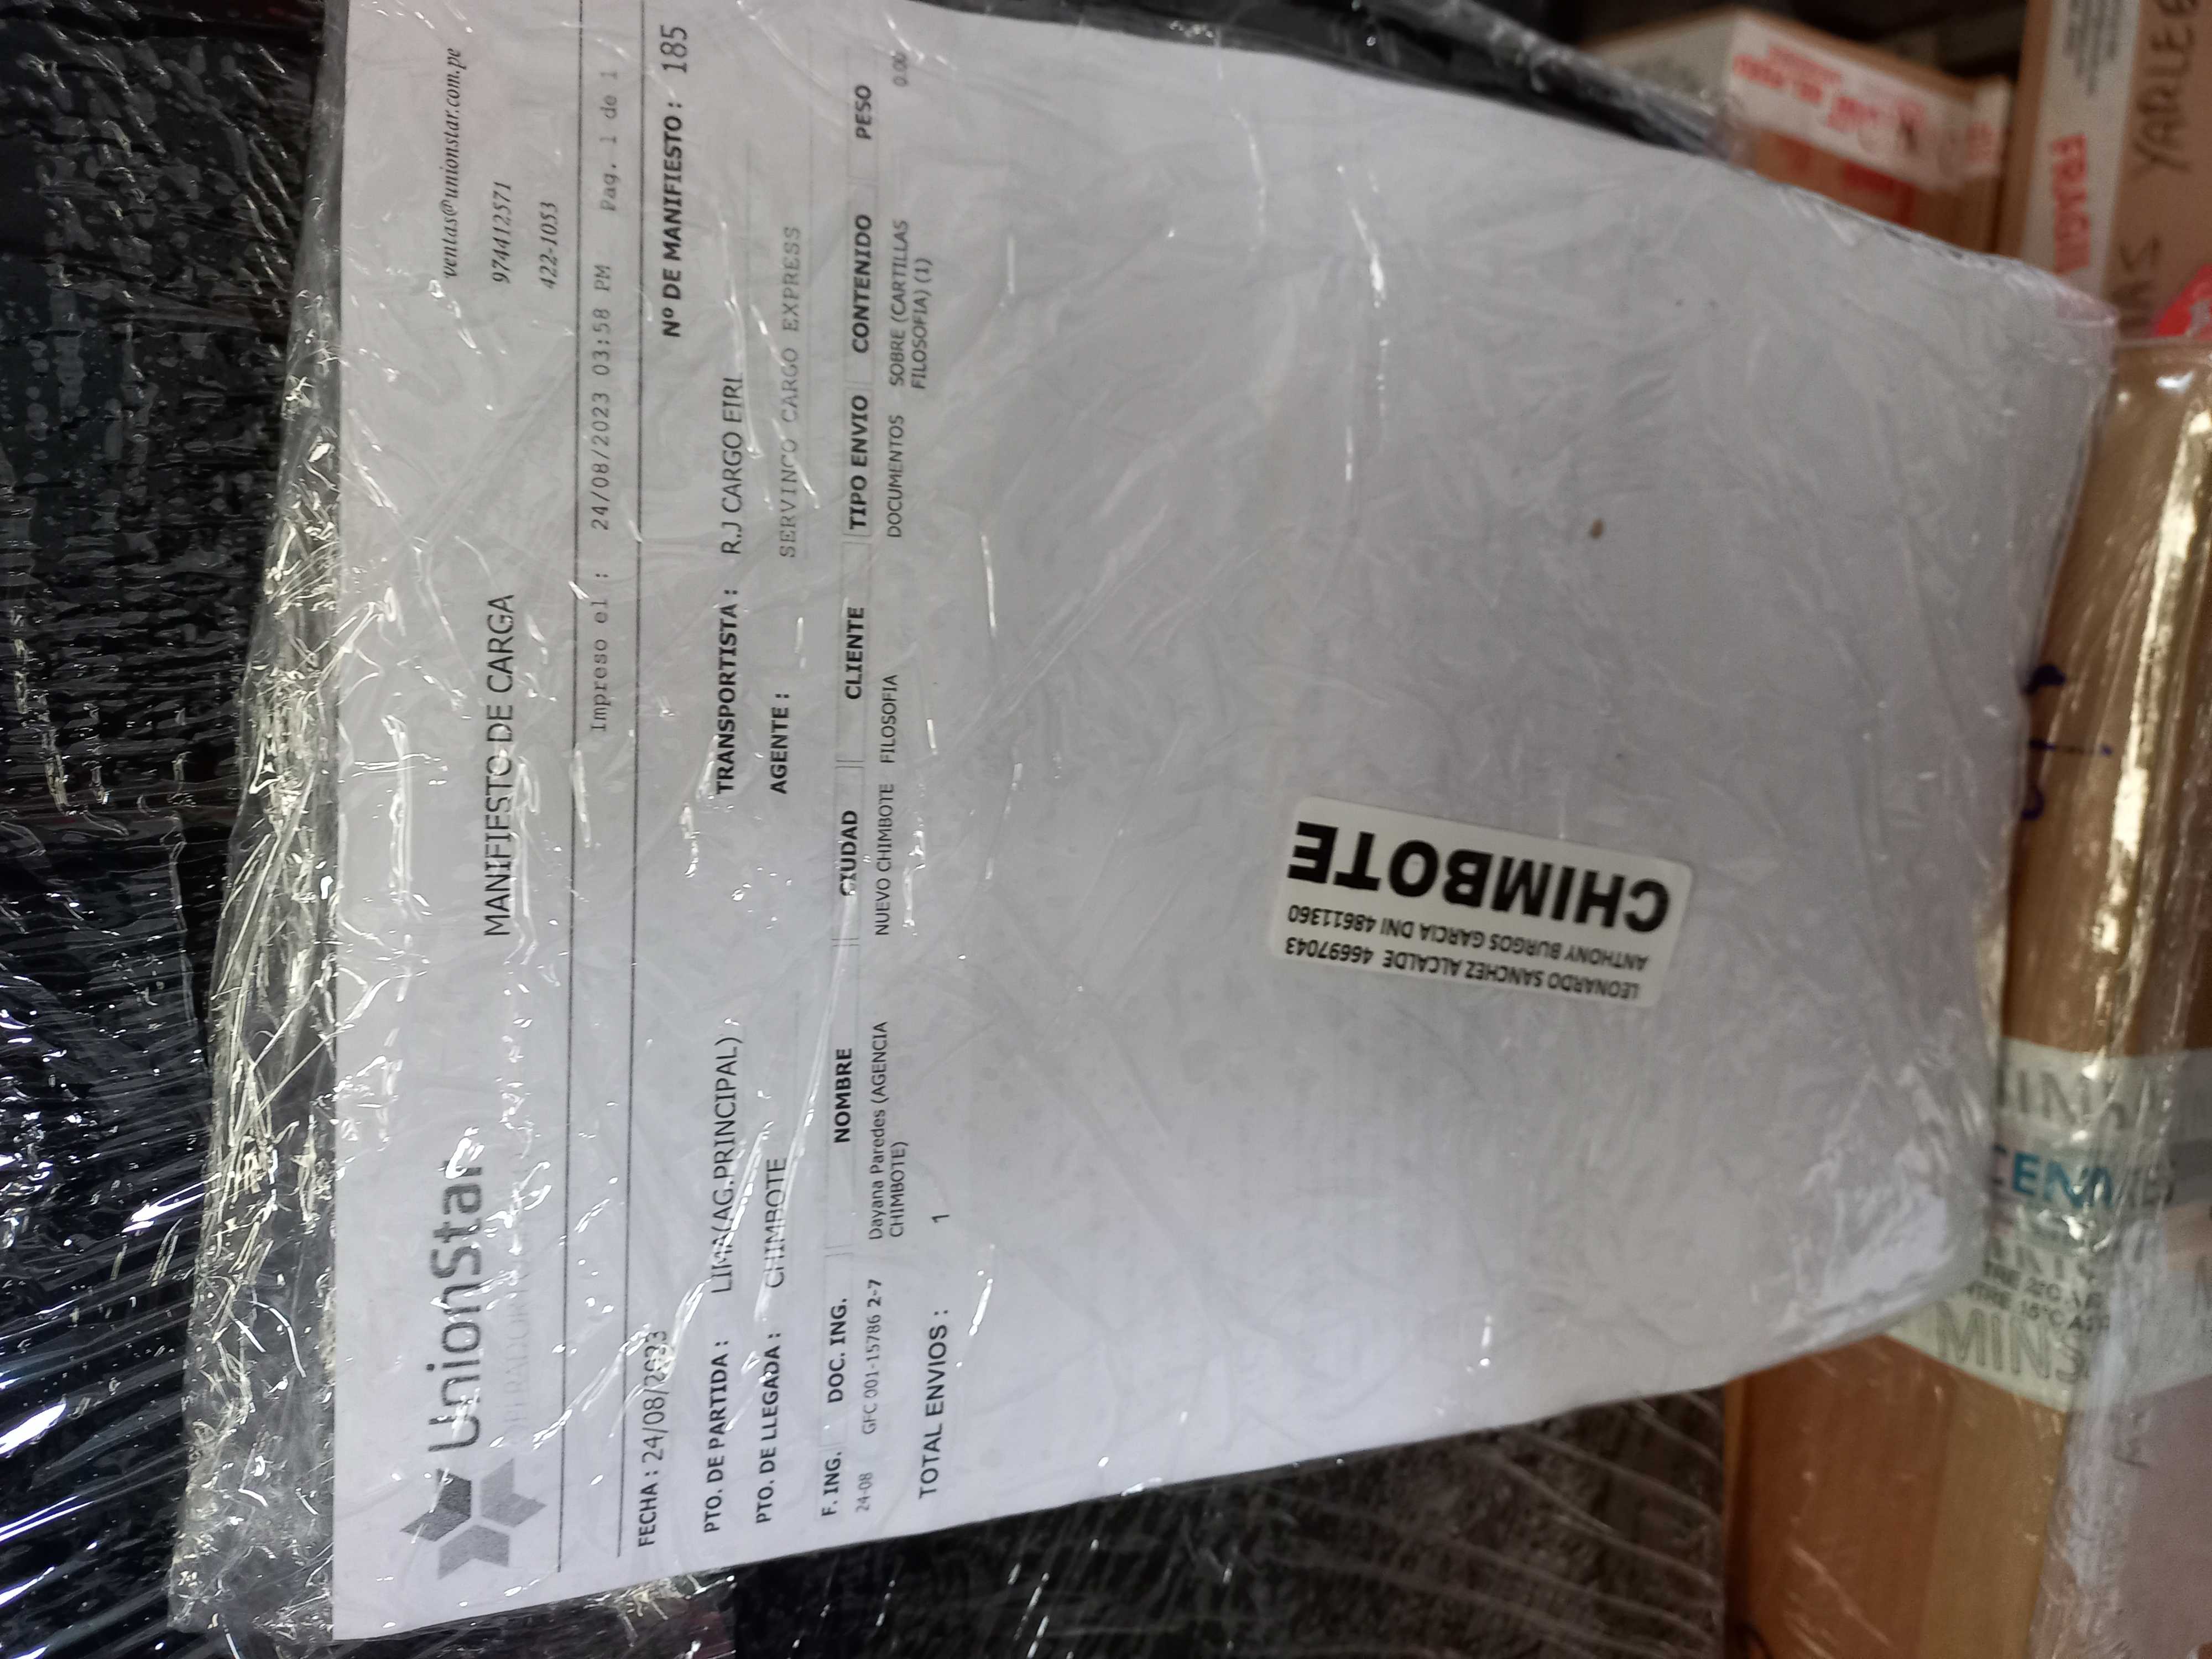 UnionStar
ventas@unionstar.com.pe
974412571
422-1053
MANIFIESTO DE CARGA
Impreso el : 24/08/2023 03:58 PM Pag. 1 de 1
FECHA : 24/08/2023
Nº DE MANIFIESTO : 185
PTO. DE PARTIDA : LIMA(AG.PRINCIPAL)
TRANSPORTISTA : R.J CARGO EIRL
PTO. DE LLEGADA : CHIMBOTE
AGENTE : SERVINCO CARGO EXPRESS
F. ING. DOC. ING. NOMBRE CIUDAD CLIENTE TIPO ENVIO CONTENIDO PESO
24-08 GFC 001-15786 2-7 Dayana Paredes (AGENCIA CHIMBOTE) NUEVO CHIMBOTE FILOSOFIA DOCUMENTOS SOBRE (CARTILLAS FILOSOFIA) (1) 0.00
TOTAL ENVIOS : 1
LEONARDO SANCHEZ ALCALDE 46697043
ANTHONY BURGOS GARCIA DNI 48611360
CHIMBOTE